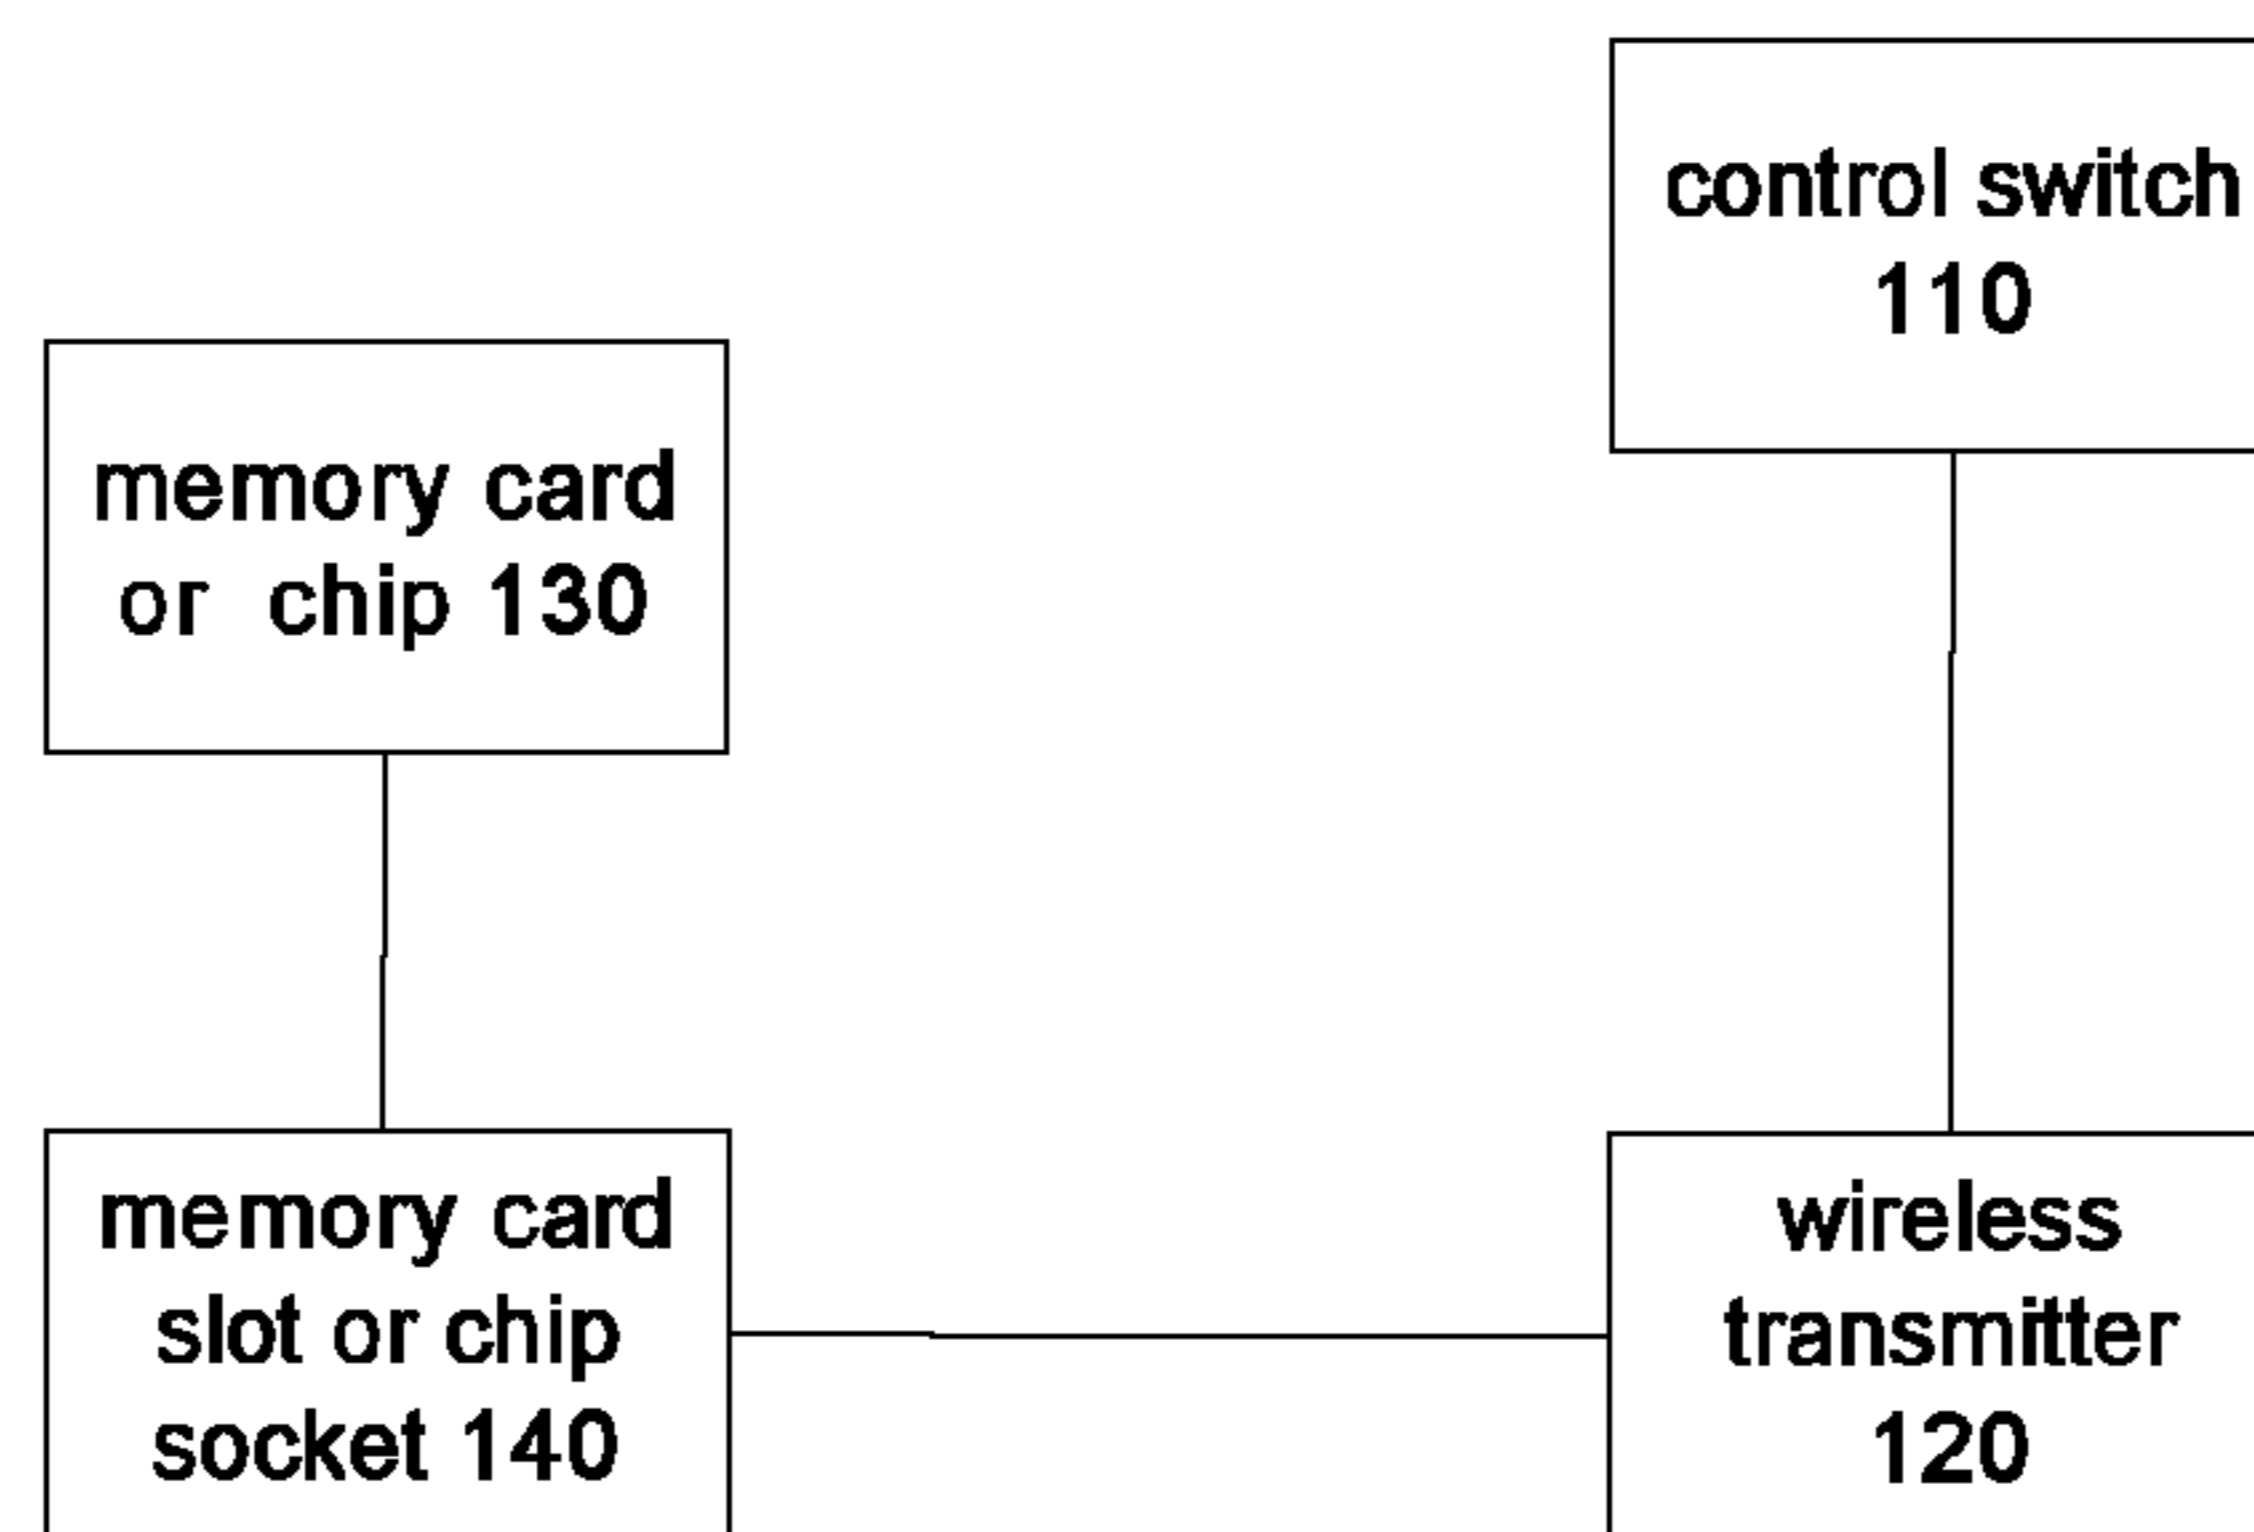 control switch
110
memory card
or chip 130
memory card
slot or chip
socket 140
wireless
transmitter
120